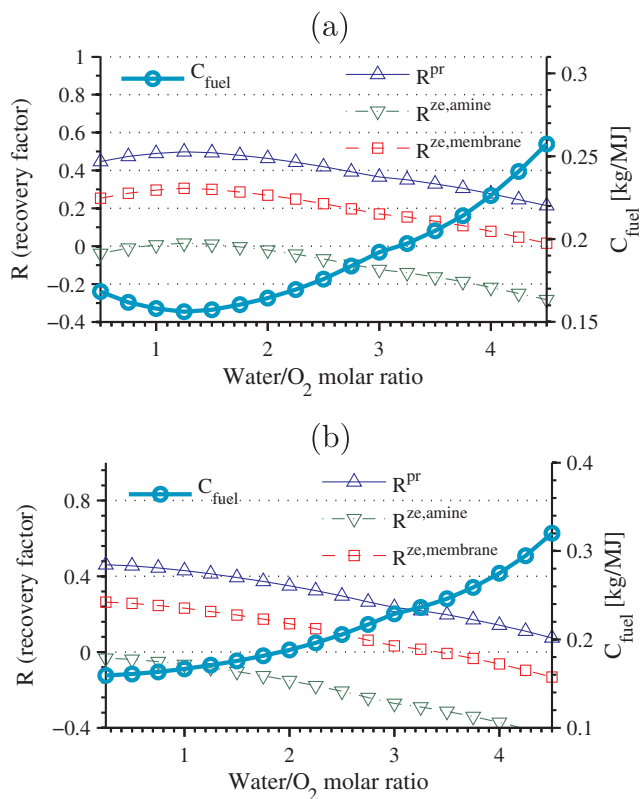 (a)
C_fuel
R^pr
R^ze,amine
R^ze,membrane
1
0.8
0.6
0.4
0.2
0
−0.2
−0.4
R (recovery factor)
0.3
0.25
0.2
0.15
C_fuel [kg/MJ]
1 2 3 4
Water/O₂ molar ratio
(b)
C_fuel
R^pr
R^ze,amine
R^ze,membrane
0.8
0.4
0
−0.4
R (recovery factor)
0.4
0.3
0.2
0.1
C_fuel [kg/MJ]
1 2 3 4
Water/O₂ molar ratio